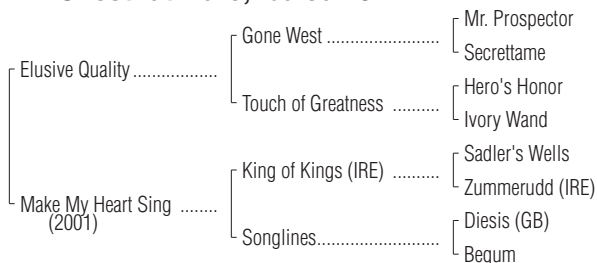 Gone West ........................
Mr. Prospector
Secrettame
Elusive Quality ..................
Touch of Greatness ..........
Hero's Honor
Ivory Wand
Make My Heart Sing ........
(2001)
King of Kings (IRE) ..........
Sadler's Wells
Zummerudd (IRE)
Songlines..........................
Diesis (GB)
Begum